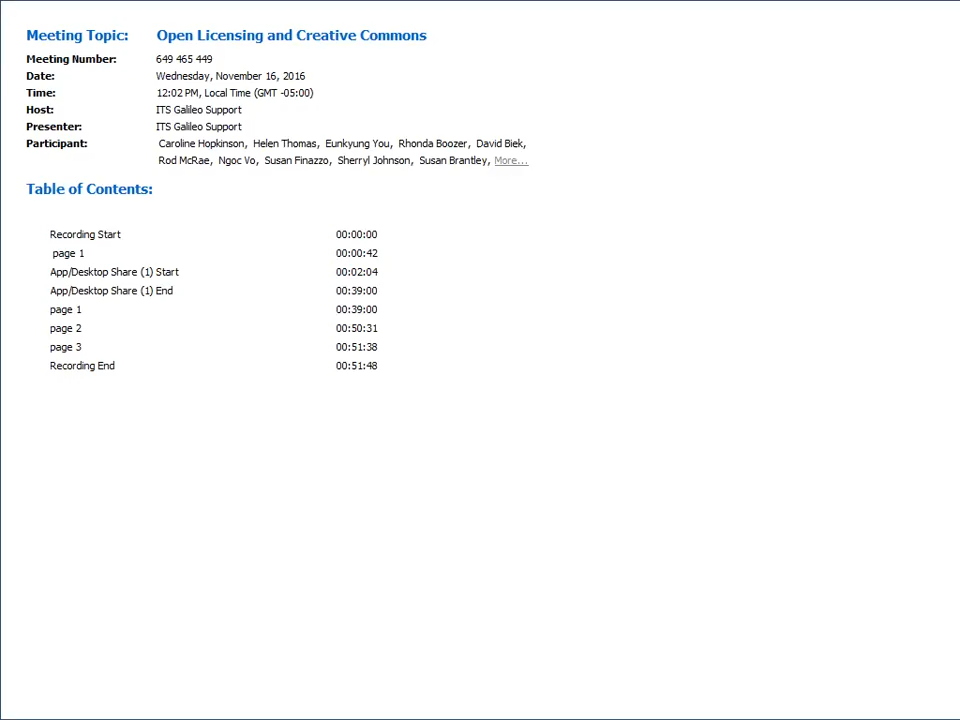 Meeting Topic: Open Licensing and Creative Commons
Meeting Number: 649 465 449
Date: Wednesday, November 16, 2016
Time: 12:02 PM, Local Time (GMT -05:00)
Host: ITS Galileo Support
Presenter: ITS Galileo Support
Participant: Caroline Hopkinson, Helen Thomas, Eunkyung You, Rhonda Boozer, David Biek,
Rod McRae, Ngoc Vo, Susan Finazzo, Sherryl Johnson, Susan Brantley, More...
Table of Contents:
Recording Start 00:00:00
page 1 00:00:42
App/Desktop Share (1) Start 00:02:04
App/Desktop Share (1) End 00:39:00
page 1 00:39:00
page 2 00:50:31
page 3 00:51:38
Recording End 00:51:48